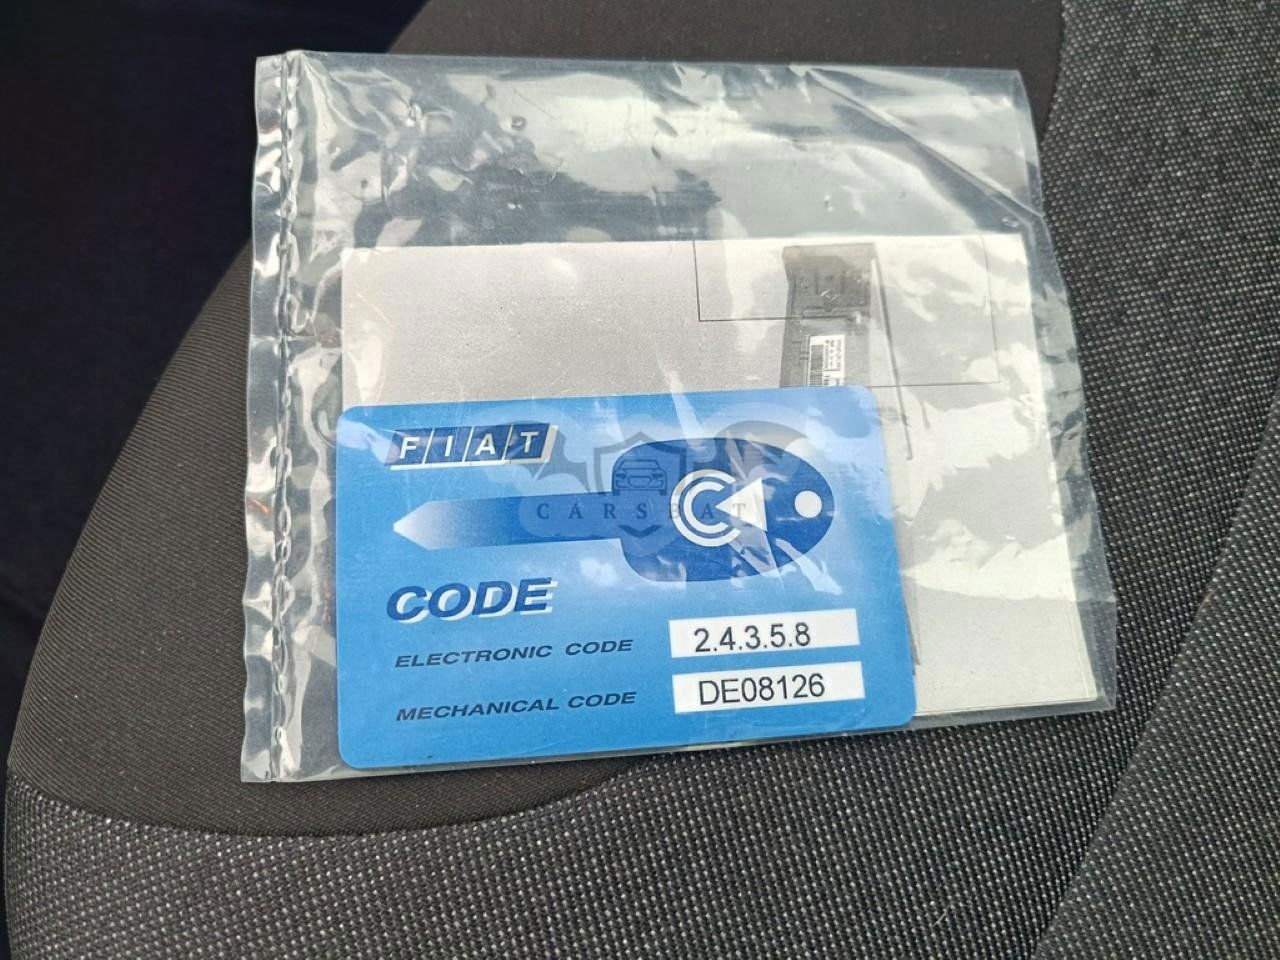 FIAT
CARSBAT
CODE
ELECTRONIC CODE 2.4.3.5.8
MECHANICAL CODE DE08126